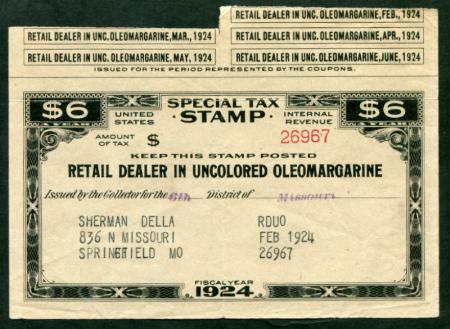 RETAIL DEALER IN UNC. OLEOMARGARINE, FEB., 1924
RETAIL DEALER IN UNC. OLEOMARGARINE, MAR., 1924
RETAIL DEALER IN UNC. OLEOMARGARINE, APR., 1924
RETAIL DEALER IN UNC. OLEOMARGARINE, MAY, 1924
RETAIL DEALER IN UNC. OLEOMARGARINE, JUNE, 1924
ISSUED FOR THE PERIOD REPRESENTED BY THE COUPONS.
$6 A YEAR
SPECIAL TAX
$6 A YEAR
UNITED STATES
STAMP
INTERNAL REVENUE
AMOUNT OF TAX $
26967
KEEP THIS STAMP POSTED
RETAIL DEALER IN UNCOLORED OLEOMARGARINE
Issued by the Collector for the 6th District of Missouri
SHERMAN DELLA RDUO
836 N MISSOURI FEB 1924
SPRINGFIELD MO 26967
FISCAL YEAR
1924